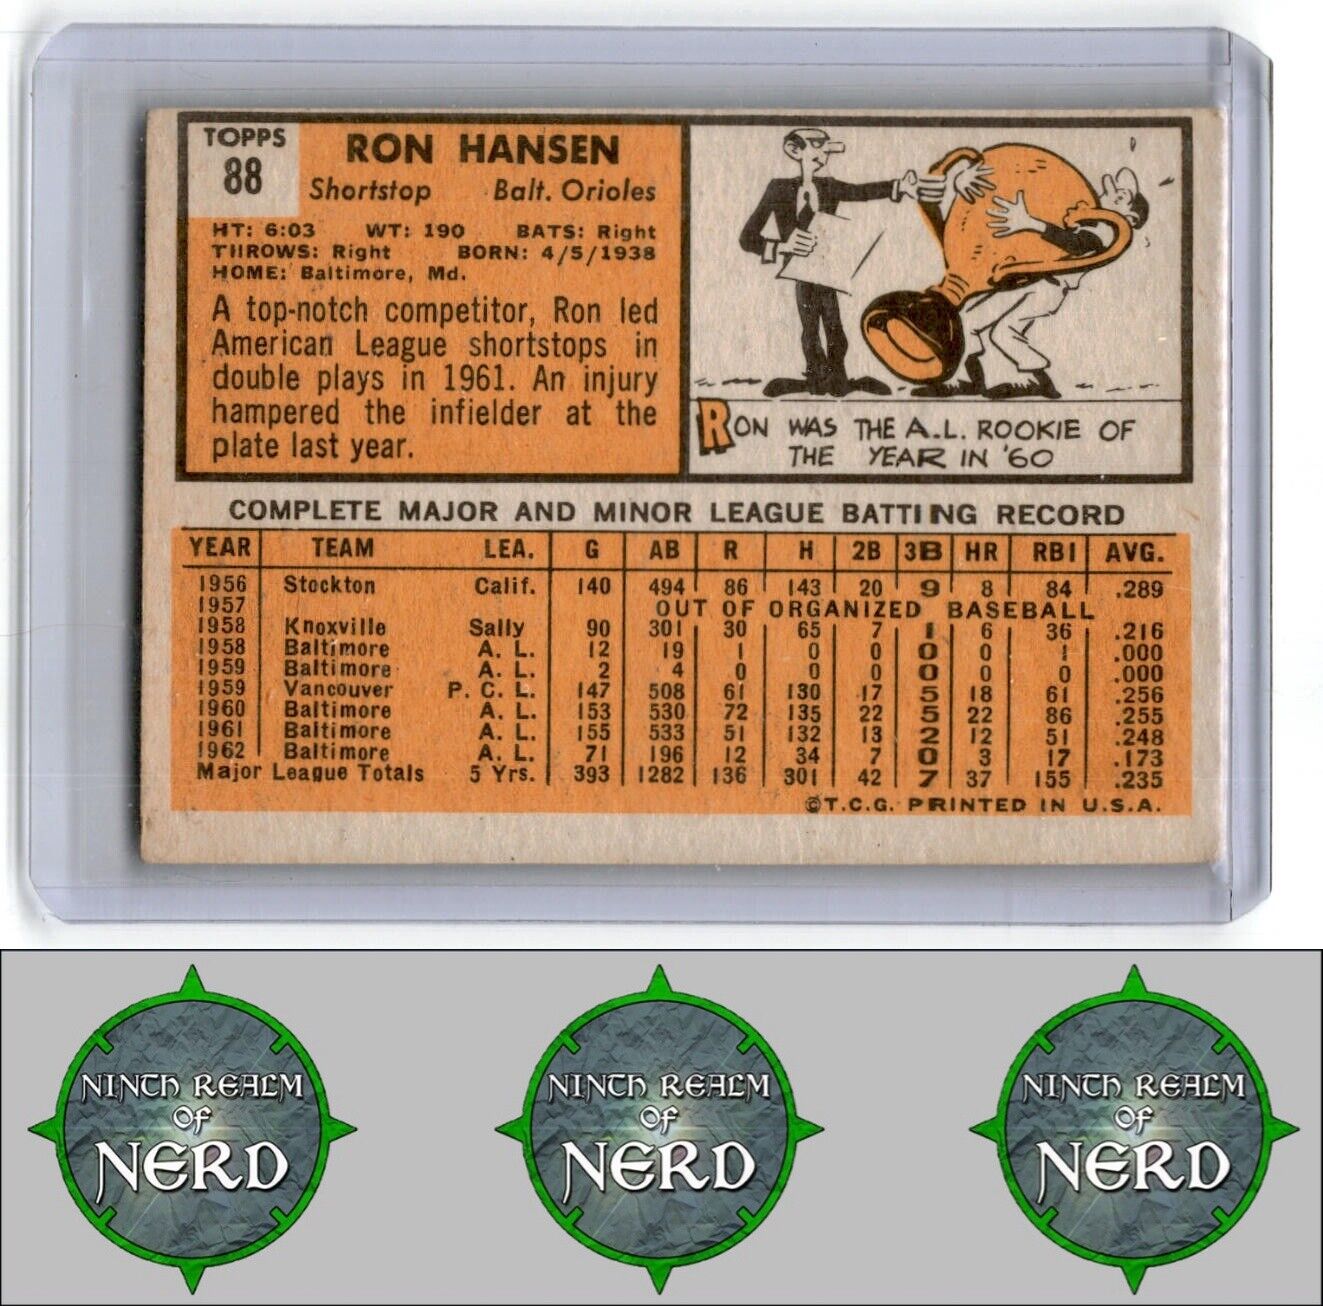 TOPPS
88
RON HANSEN
Shortstop Balt. Orioles
HT: 6:03 WT: 190 BATS: Right
THROWS: Right BORN: 4/5/1938
HOME: Baltimore, Md.
A top-notch competitor, Ron led
American League shortstops in
double plays in 1961. An injury
hampered the infielder at the
plate last year.
RON WAS THE A.L. ROOKIE OF
THE YEAR IN '60
COMPLETE MAJOR AND MINOR LEAGUE BATTING RECORD
YEAR TEAM LEA. G AB R H 2B 3B HR RBI AVG.
1956 Stockton Calif. 140 494 86 143 20 9 8 84 .289
1957 OUT OF ORGANIZED BASEBALL
1958 Knoxville Sally 90 301 30 65 7 1 6 36 .216
1958 Baltimore A. L. 12 19 1 0 0 0 0 1 .000
1959 Baltimore A. L. 2 4 0 0 0 0 0 0 .000
1959 Vancouver P. C. L. 147 508 61 130 17 5 18 61 .256
1960 Baltimore A. L. 153 530 72 135 22 5 22 86 .255
1961 Baltimore A. L. 155 533 51 132 13 2 12 51 .248
1962 Baltimore A. L. 71 196 12 34 7 0 3 17 .173
Major League Totals 5 Yrs. 393 1282 136 301 42 7 37 155 .235
©T.C.G. PRINTED IN U.S.A.
NINTH REALM
OF
NERD
NINTH REALM
OF
NERD
NINTH REALM
OF
NERD